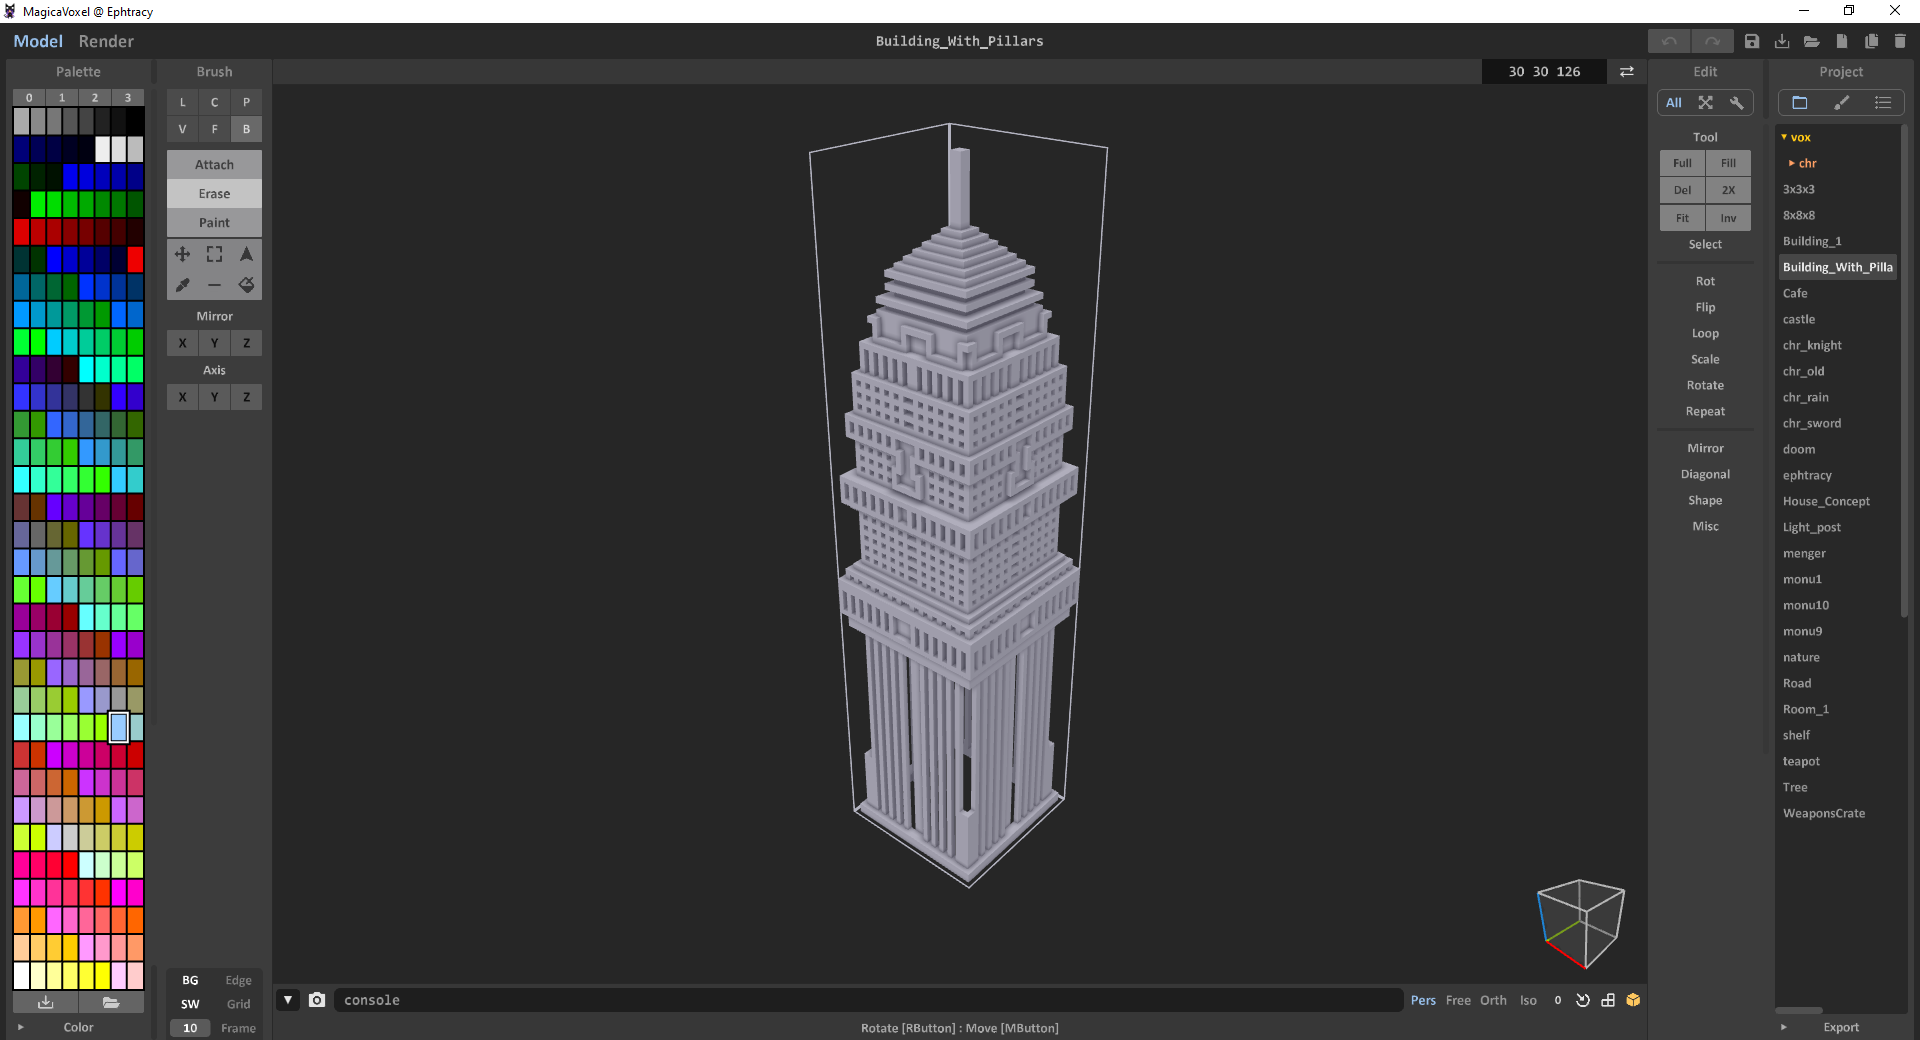 MagicaVoxel @ Ephtracy
Model Render
Building_With_Pillars
Palette
0 1 2 3
Color
Brush
L C P
V F B
Attach
Erase
Paint
Mirror
X Y Z
Axis
X Y Z
BG Edge
SW Grid
10 Frame
30 30 126
console
Pers Free Orth Iso 0
Rotate [RButton] : Move [MButton]
Edit
All
Tool
Full Fill
Del 2X
Fit Inv
Select
Rot
Flip
Loop
Scale
Rotate
Repeat
Mirror
Diagonal
Shape
Misc
Project
vox
chr
3x3x3
8x8x8
Building_1
Building_With_Pilla
Cafe
castle
chr_knight
chr_old
chr_rain
chr_sword
doom
ephtracy
House_Concept
Light_post
menger
monu1
monu10
monu9
nature
Road
Room_1
shelf
teapot
Tree
WeaponsCrate
Export